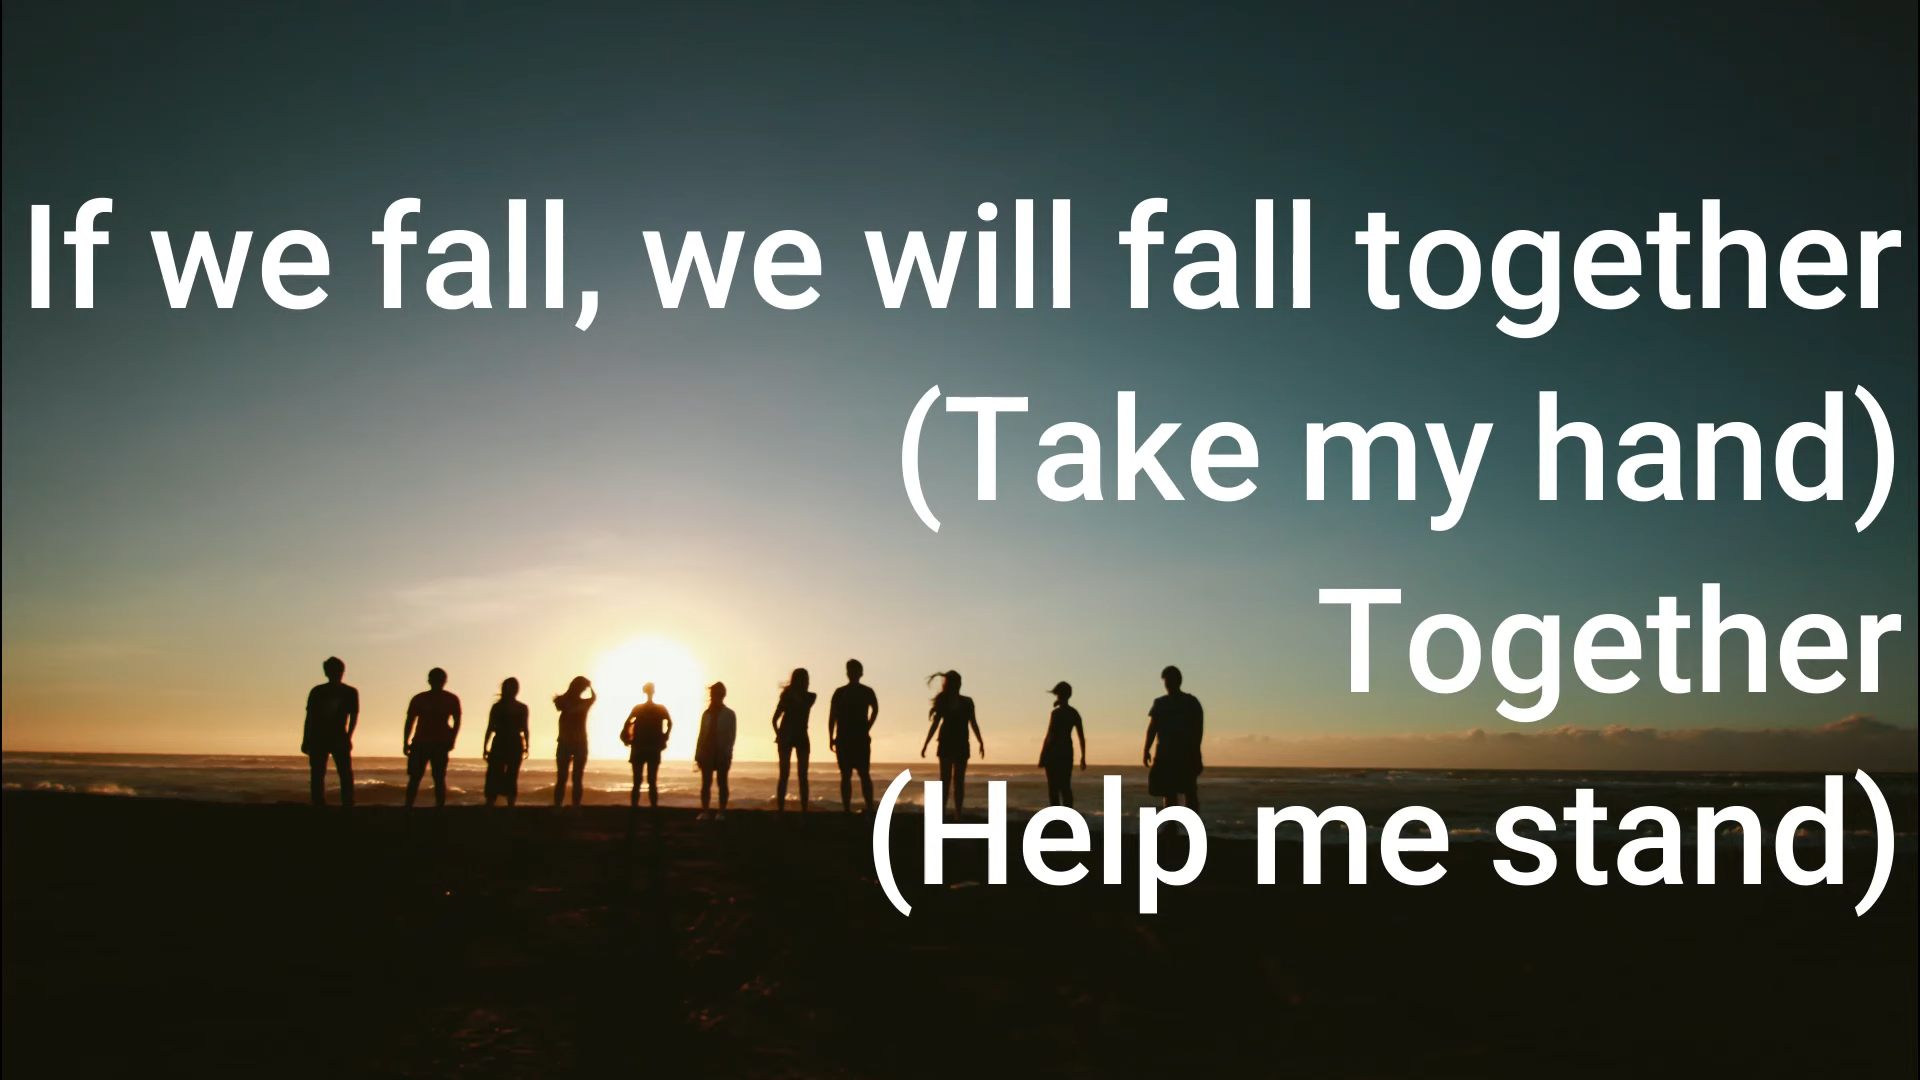 If we fall, we will fall together
(Take my hand)
Together
(Help me stand)